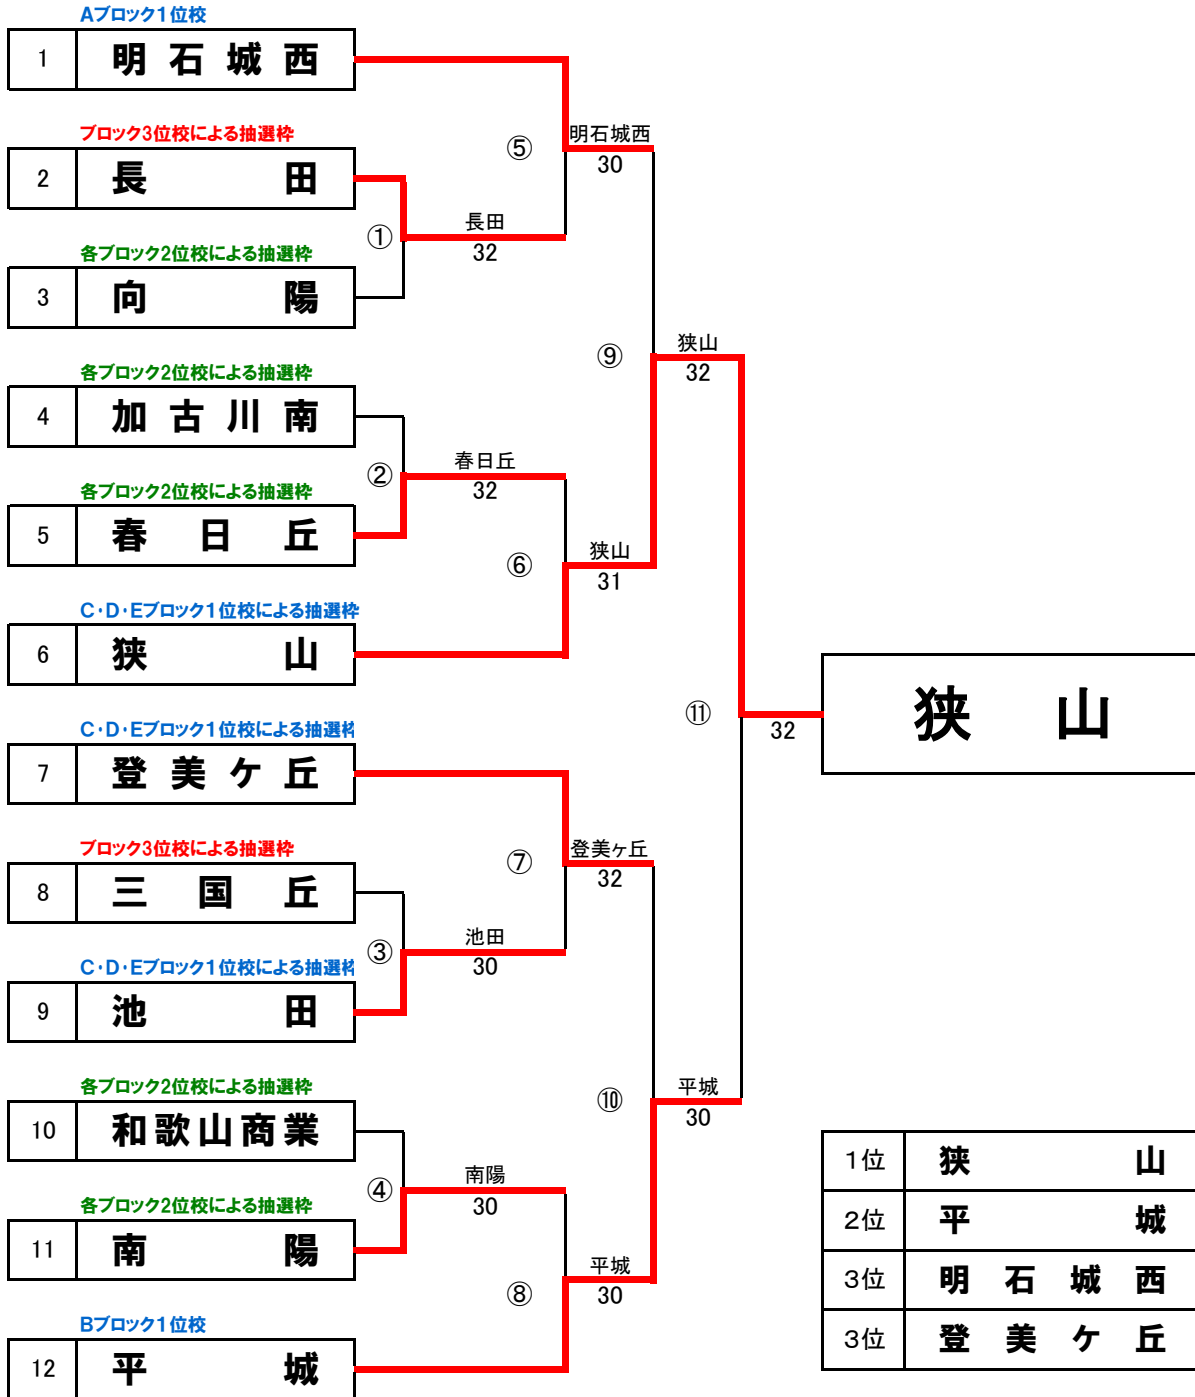 Aブロック1位校
1 明石城西
ブロック3位校による抽選枠
2 長田
各ブロック2位校による抽選枠
3 向陽
各ブロック2位校による抽選枠
4 加古川南
各ブロック2位校による抽選枠
5 春日丘
C・D・Eブロック1位校による抽選枠
6 狭山
C・D・Eブロック1位校による抽選枠
7 登美ケ丘
ブロック3位校による抽選枠
8 三国丘
C・D・Eブロック1位校による抽選枠
9 池田
各ブロック2位校による抽選枠
10 和歌山商業
各ブロック2位校による抽選枠
11 南陽
Bブロック1位校
12 平城
① 長田
32
② 春日丘
32
③ 池田
30
④ 南陽
30
⑤ 明石城西
30
⑥ 狭山
31
⑦ 登美ヶ丘
32
⑧ 平城
30
⑨ 狭山
32
⑩ 平城
30
⑪ 32
狭山
1位 狭山
2位 平城
3位 明石城西
3位 登美ケ丘